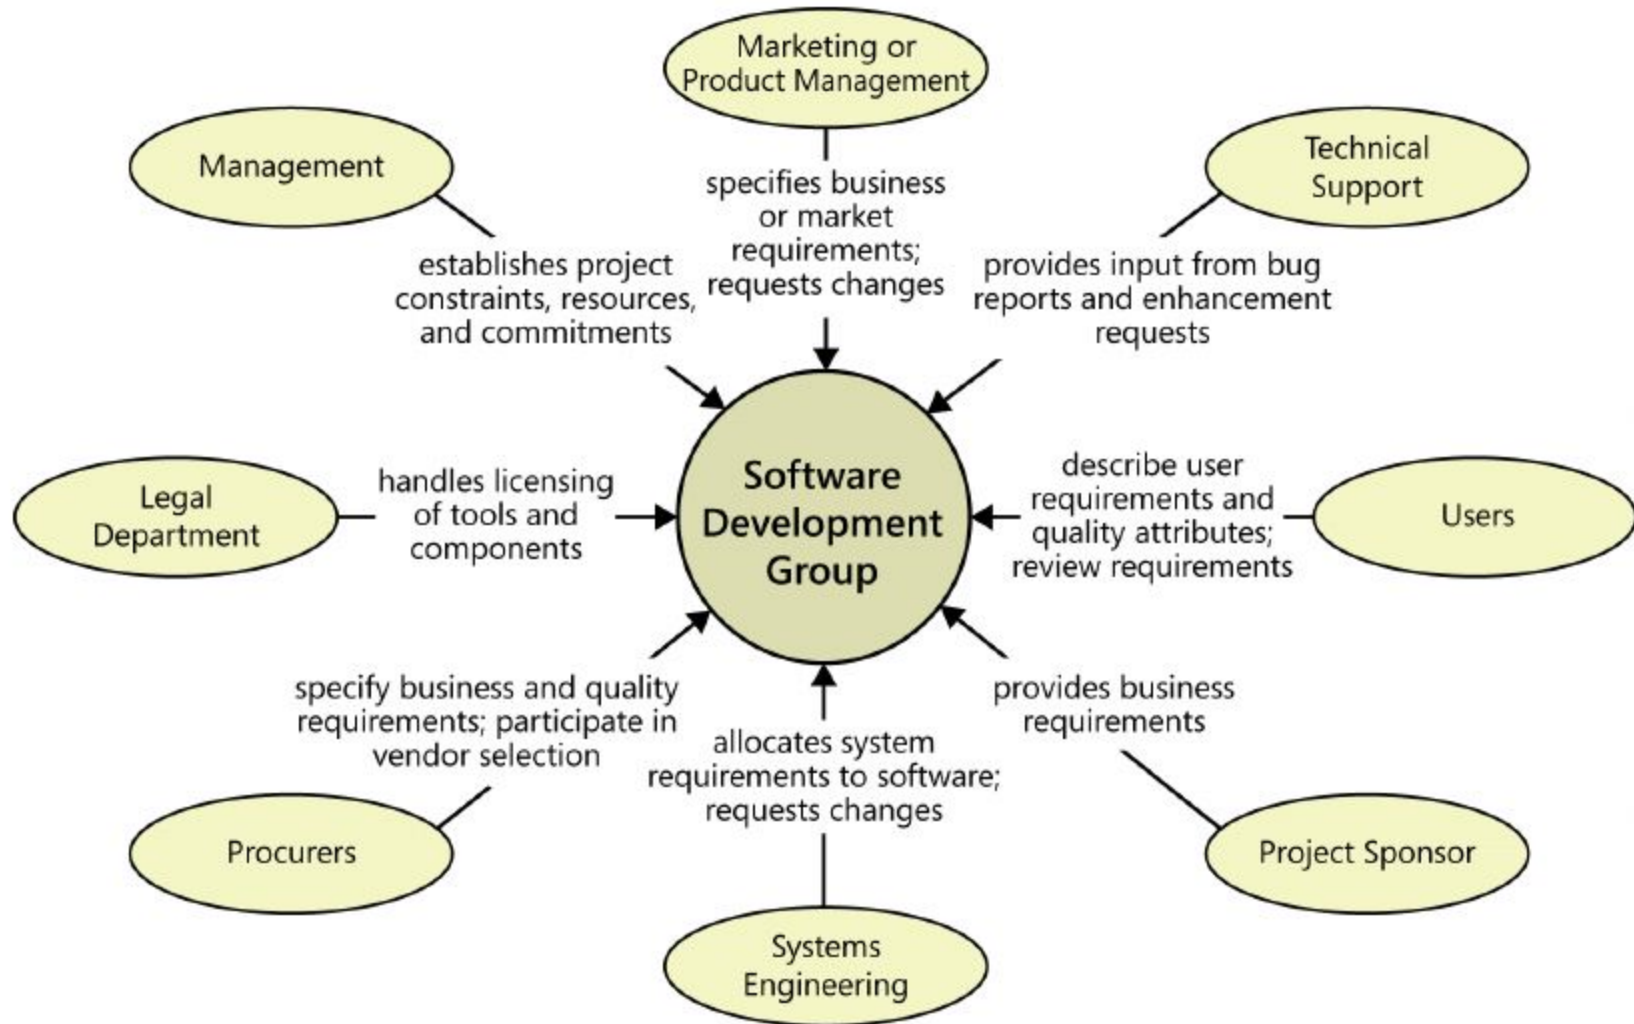 Marketing or
Product Management
Management
Technical
Support
specifies business
or market
requirements;
requests changes
establishes project
constraints, resources,
and commitments
provides input from bug
reports and enhancement
requests
Legal
Department
handles licensing
of tools and
components
Software
Development
Group
describe user
requirements and
quality attributes;
review requirements
Users
specify business and quality
requirements; participate in
vendor selection
allocates system
requirements to software;
requests changes
provides business
requirements
Procurers
Systems
Engineering
Project Sponsor